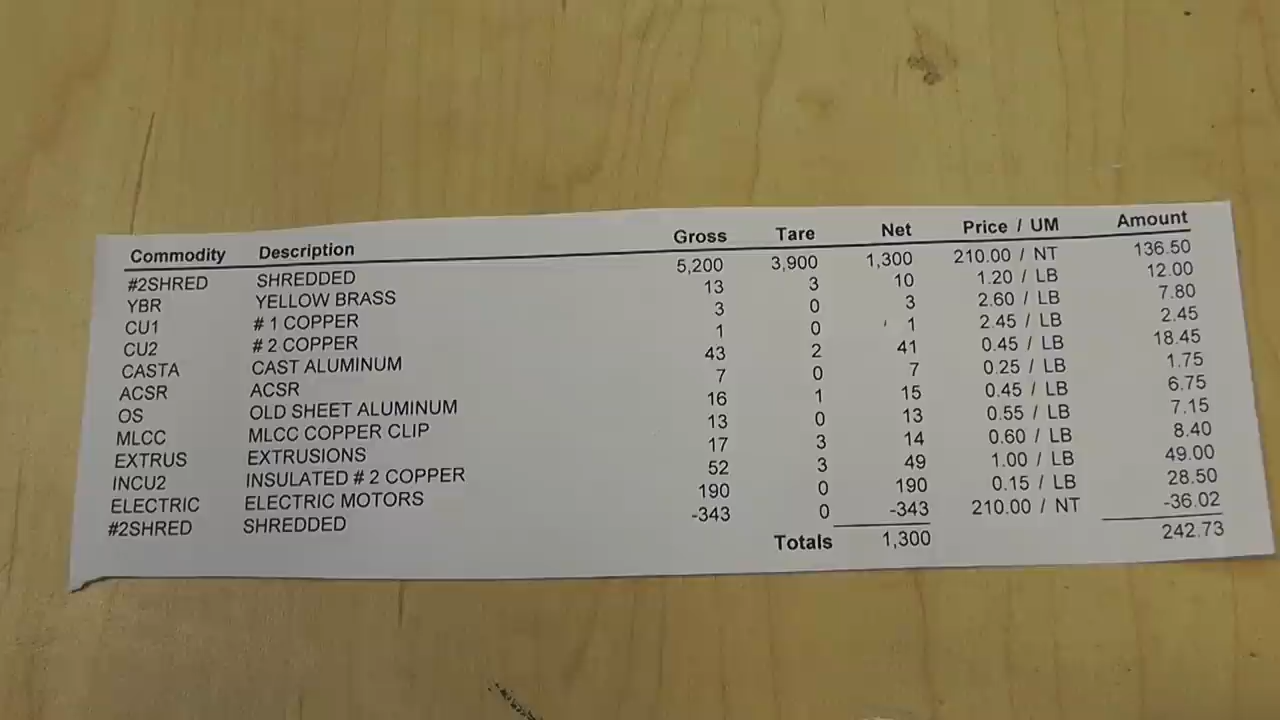 Commodity Description Gross Tare Net Price / UM Amount
#2SHRED SHREDDED 5,200 3,900 1,300 210.00 / NT 136.50
YBR YELLOW BRASS 13 3 10 1.20 / LB 12.00
CU1 # 1 COPPER 3 0 3 2.60 / LB 7.80
CU2 # 2 COPPER 1 0 1 2.45 / LB 2.45
CASTA CAST ALUMINUM 43 2 41 0.45 / LB 18.45
ACSR ACSR 7 0 7 0.25 / LB 1.75
OS OLD SHEET ALUMINUM 16 1 15 0.45 / LB 6.75
MLCC MLCC COPPER CLIP 13 0 13 0.55 / LB 7.15
EXTRUS EXTRUSIONS 17 3 14 0.60 / LB 8.40
INCU2 INSULATED # 2 COPPER 52 3 49 1.00 / LB 49.00
ELECTRIC ELECTRIC MOTORS 190 0 190 0.15 / LB 28.50
#2SHRED SHREDDED -343 0 -343 210.00 / NT -36.02
Totals 1,300 242.73